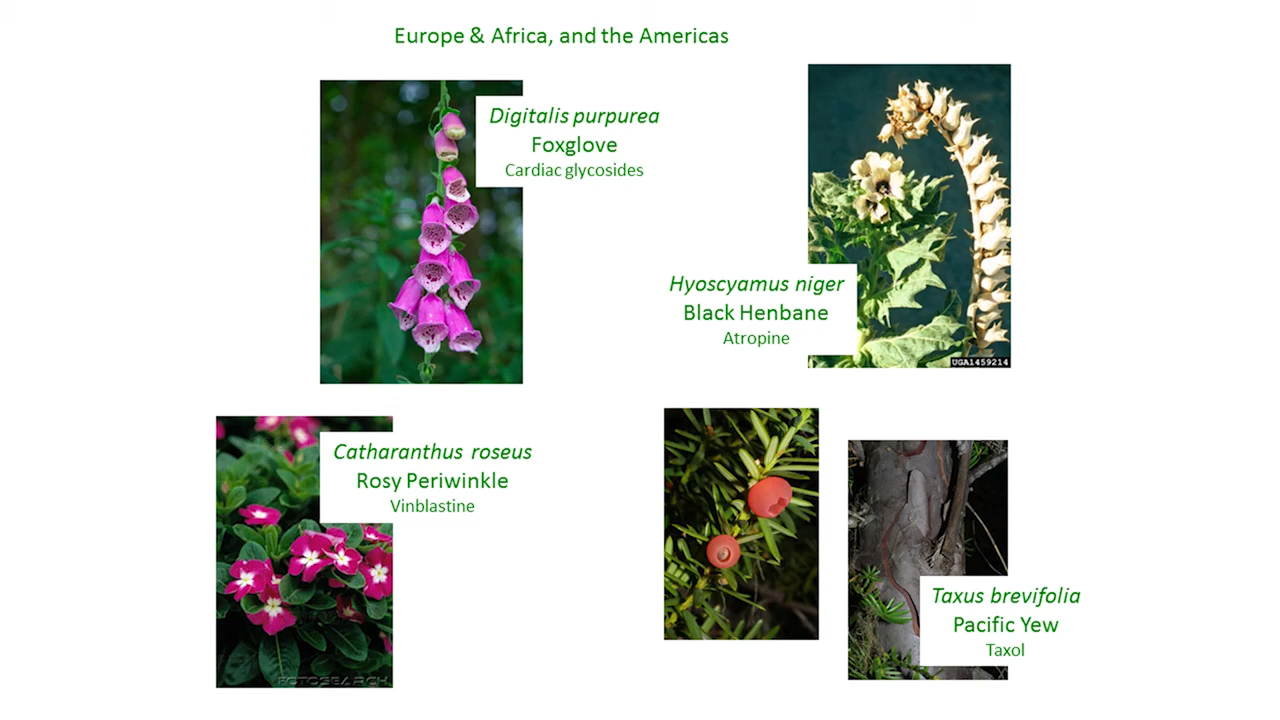 Europe & Africa, and the Americas
Digitalis purpurea
Foxglove
Cardiac glycosides
Hyoscyamus niger
Black Henbane
Atropine
UGA1459214
Catharanthus roseus
Rosy Periwinkle
Vinblastine
FOTOSEARCH
Taxus brevifolia
Pacific Yew
Taxol